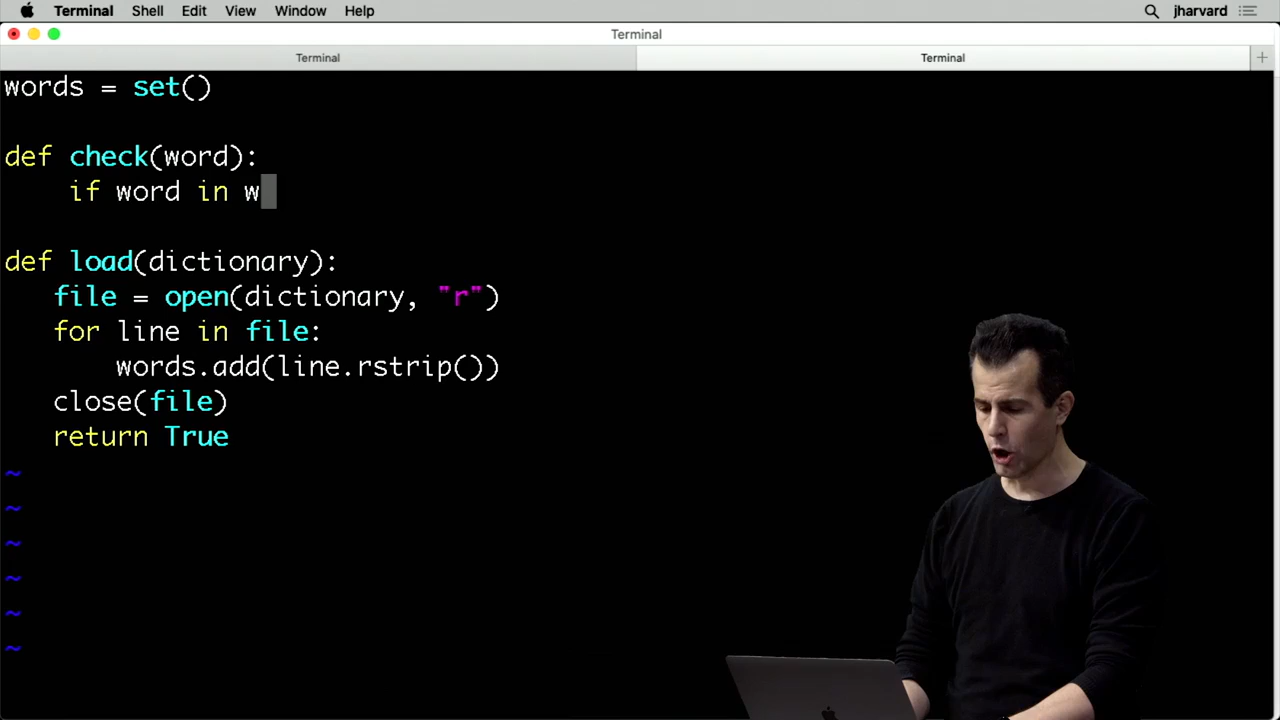 Terminal Shell Edit View Window Help jharvard
Terminal
Terminal Terminal +
words = set()
def check(word):
    if word in w
def load(dictionary):
    file = open(dictionary, "r")
    for line in file:
        words.add(line.rstrip())
    close(file)
    return True
~
~
~
~
~
~